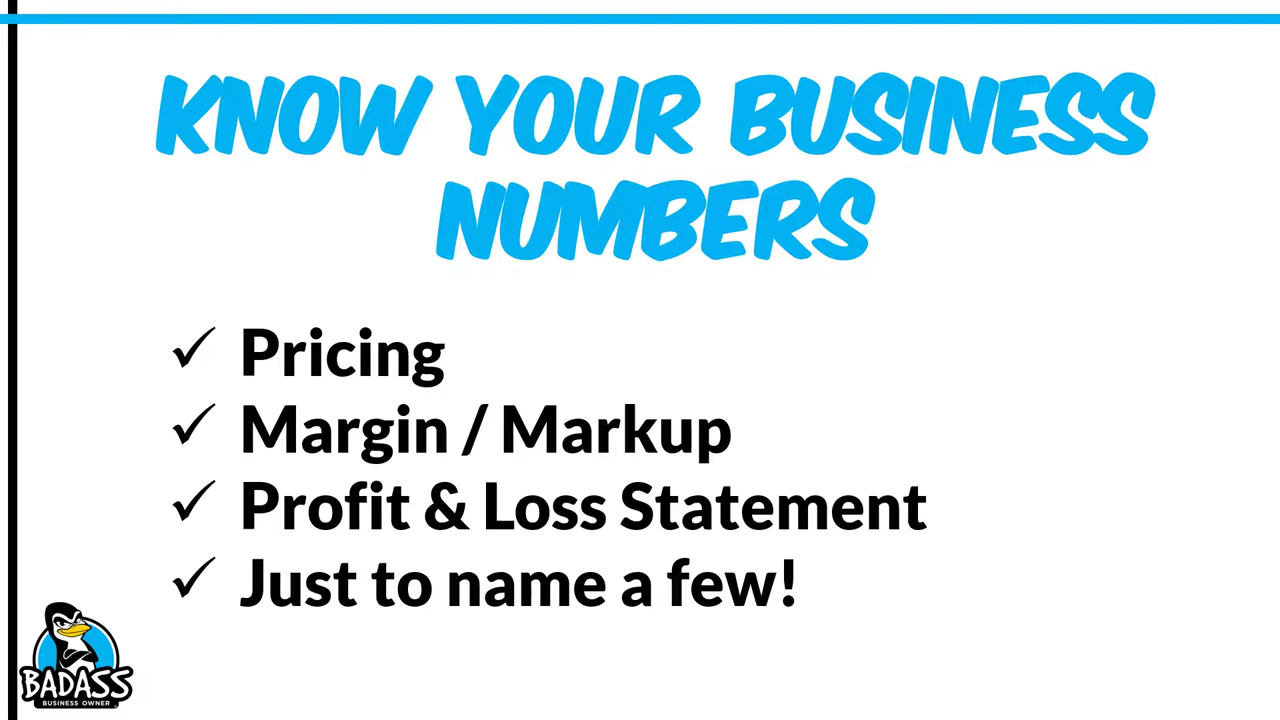 KNOW YOUR BUSINESS
NUMBERS
✓ Pricing
✓ Margin / Markup
✓ Profit & Loss Statement
✓ Just to name a few!
BADASS
BUSINESS OWNER